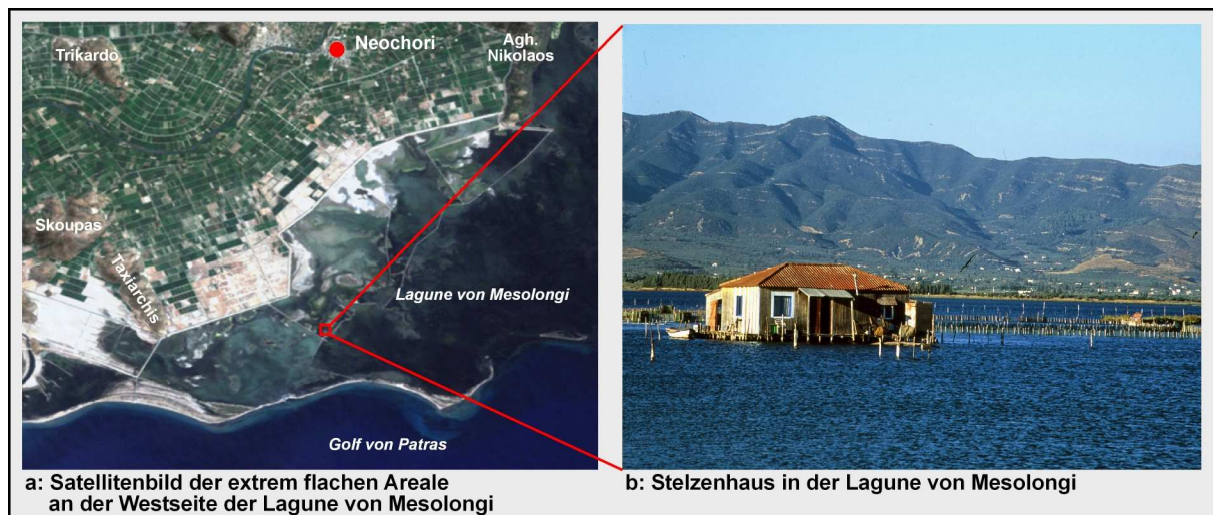 Trikardo
Neochori
Agh.
Nikolaos
Skoupas
Taxiarchis
Lagune von Mesolongi
Golf von Patras
a: Satellitenbild der extrem flachen Areale
an der Westseite der Lagune von Mesolongi
b: Stelzenhaus in der Lagune von Mesolongi